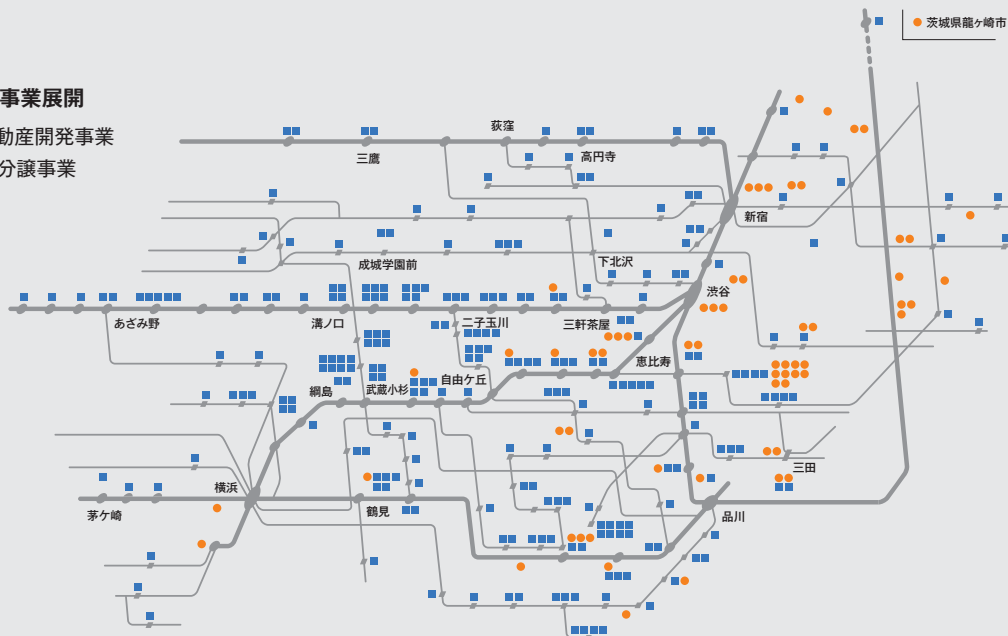 茨城県龍ヶ崎市
事業展開
動産開発事業
分譲事業
荻窪
三鷹
高円寺
新宿
成城学園前
下北沢
渋谷
あざみ野
溝ノ口
二子玉川
三軒茶屋
恵比寿
綱島
武蔵小杉
自由ケ丘
三田
横浜
茅ケ崎
鶴見
品川